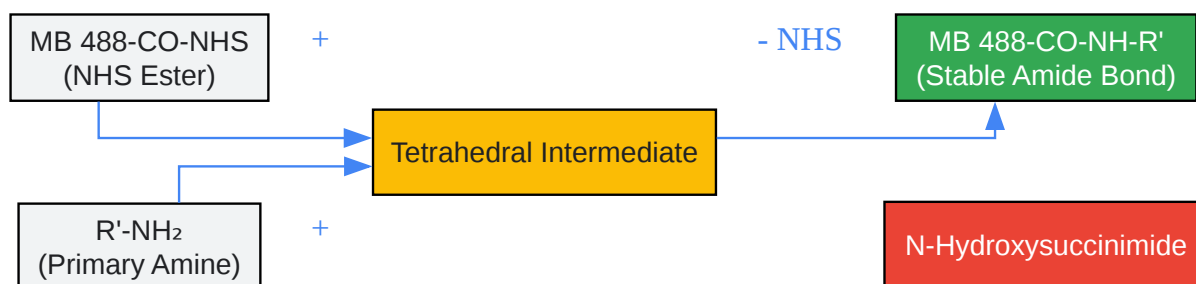 MB 488-CO-NHS
(NHS Ester)
+
- NHS
MB 488-CO-NH-R'
(Stable Amide Bond)
Tetrahedral Intermediate
R'-NH₂
(Primary Amine)
+
N-Hydroxysuccinimide